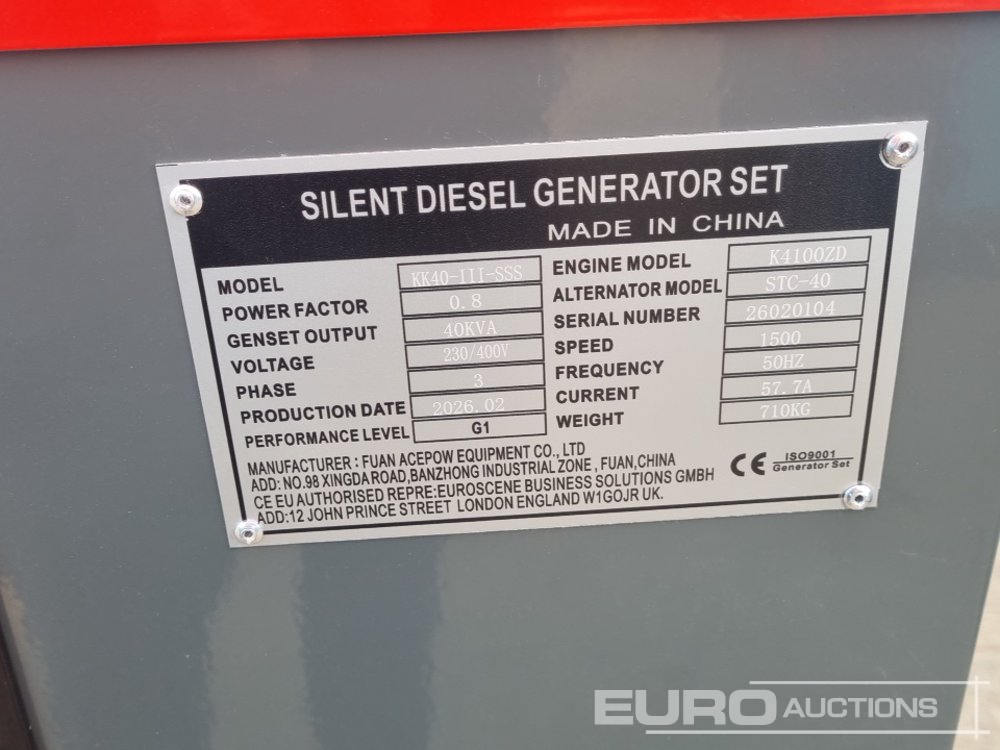 SILENT DIESEL GENERATOR SET
MADE IN CHINA
MODEL KK40-III-SSS
POWER FACTOR 0.8
GENSET OUTPUT 40KVA
VOLTAGE 230/400V
PHASE 3
PRODUCTION DATE 2026.02
PERFORMANCE LEVEL G1
ENGINE MODEL K4100ZD
ALTERNATOR MODEL STC-40
SERIAL NUMBER 26020104
SPEED 1500
FREQUENCY 50HZ
CURRENT 57.7A
WEIGHT 710KG
MANUFACTURER : FUAN ACEPOW EQUIPMENT CO., LTD
ADD: NO.98 XINGDA ROAD,BANZHONG INDUSTRIAL ZONE , FUAN,CHINA
CE EU AUTHORISED REPRE:EUROSCENE BUSINESS SOLUTIONS GMBH
ADD:12 JOHN PRINCE STREET LONDON ENGLAND W1GOJR UK.
CE ISO9001
Generator Set
EURO AUCTIONS